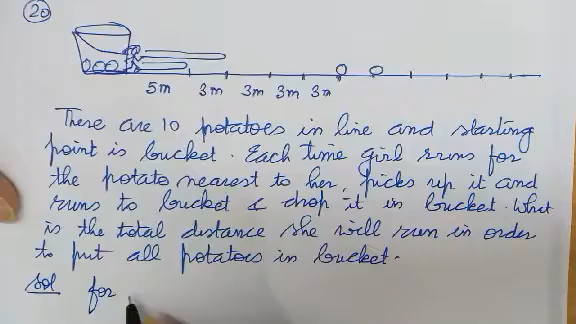 20
5m 3m 3m 3m 3m
There are 10 potatoes in line and starting
point is bucket. Each time girl runs for
the potato nearest to her, picks up it and
runs to bucket & drop it in bucket. What
is the total distance she will run in order
to put all potatoes in bucket.
Sol for